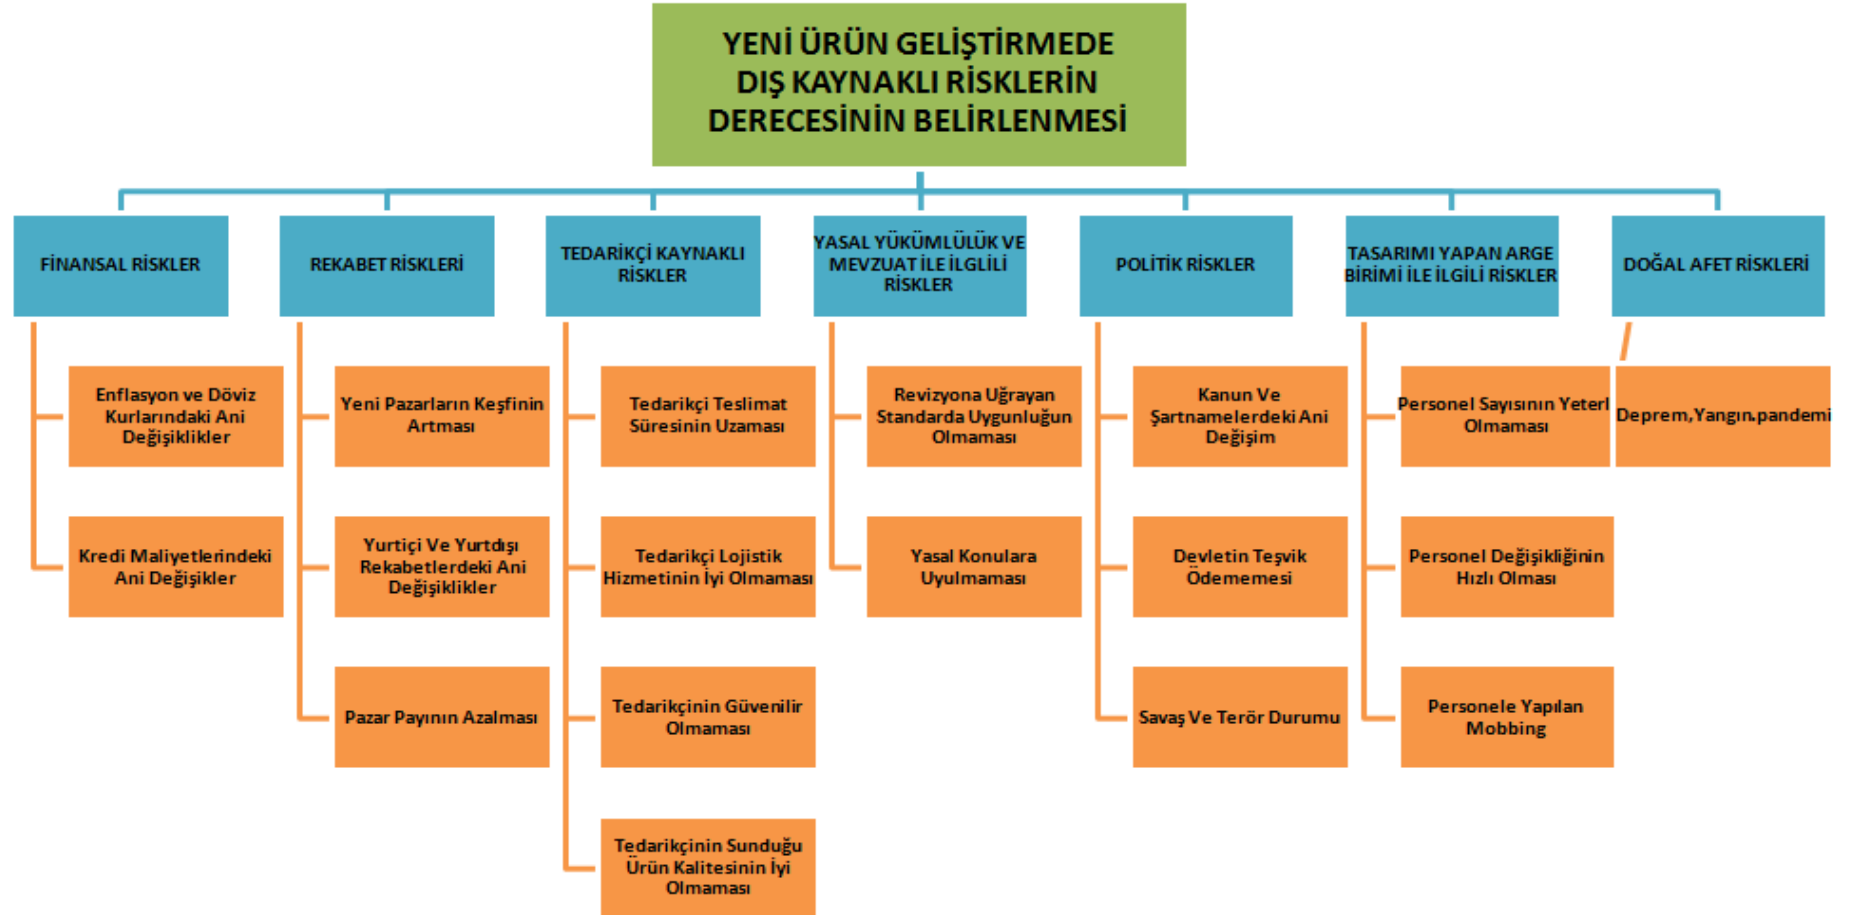 YENİ ÜRÜN GELİŞTİRMEDE
DIŞ KAYNAKLI RİSKLERİN
DERECESİNİN BELİRLENMESİ
FİNANSAL RİSKLER
Enflasyon ve Döviz
Kurlarındaki Ani
Değişiklikler
Kredi Maliyetlerindeki
Ani Değişikler
REKABET RİSKLERİ
Yeni Pazarların Keşfinin
Artması
Yurtiçi Ve Yurtdışı
Rekabetlerdeki Ani
Değişiklikler
Pazar Payının Azalması
TEDARİKÇİ KAYNAKLI
RİSKLER
Tedarikçi Teslimat
Süresinin Uzaması
Tedarikçi Lojistik
Hizmetinin İyi Olmaması
Tedarikçinin Güvenilir
Olmaması
Tedarikçinin Sunduğu
Ürün Kalitesinin İyi
Olmaması
YASAL YÜKÜMLÜLÜK VE
MEVZUAT İLE İLGLİLİ
RİSKLER
Revizyona Uğrayan
Standarda Uygunluğun
Olmaması
Yasal Konulara
Uyulmaması
POLİTİK RİSKLER
Kanun Ve
Şartnamelerdeki Ani
Değişim
Devletin Teşvik
Ödememesi
Savaş Ve Terör Durumu
TASARIMI YAPAN ARGE
BİRİMİ İLE İLGİLİ RİSKLER
Personel Sayısının Yeterl
Olmaması
Personel Değişikliğinin
Hızlı Olması
Personele Yapılan
Mobbing
DOĞAL AFET RİSKLERİ
Deprem,Yangın.pandemi